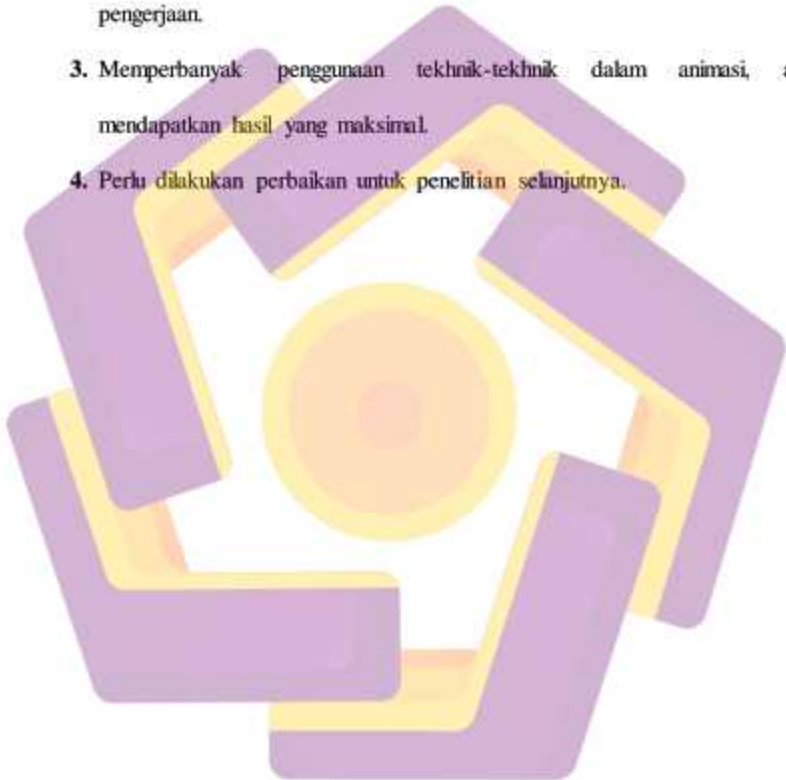 pengerjaan.
3. Memperbanyak penggunaan tekhnik-tekhnik dalam animasi,
mendapatkan hasil yang maksimal.
4. Perlu dilakukan perbaikan untuk penelitian selanjutnya.